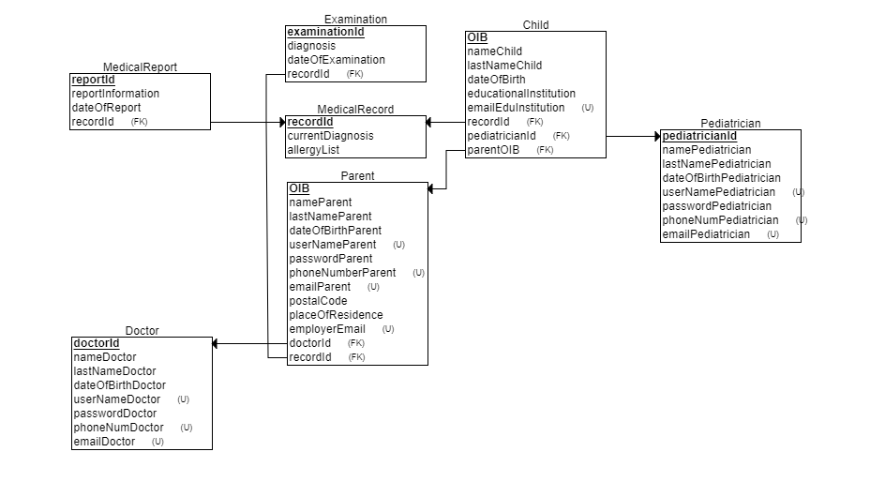 Examination
examinationId
diagnosis
dateOfExamination
recordId (FK)
Child
OIB
nameChild
lastNameChild
dateOfBirth
educationalInstitution
emailEduInstitution (U)
recordId (FK)
pediatricianId (FK)
parentOIB (FK)
MedicalReport
reportId
reportInformation
dateOfReport
recordId (FK)
MedicalRecord
recordId
currentDiagnosis
allergyList
Pediatrician
pediatricianId
namePediatrician
lastNamePediatrician
dateOfBirthPediatrician
userNamePediatrician (U)
passwordPediatrician
phoneNumPediatrician (U)
emailPediatrician (U)
Parent
OIB
nameParent
lastNameParent
dateOfBirthParent
userNameParent (U)
passwordParent
phoneNumberParent (U)
emailParent (U)
postalCode
placeOfResidence
employerEmail (U)
doctorId (FK)
recordId (FK)
Doctor
doctorId
nameDoctor
lastNameDoctor
dateOfBirthDoctor
userNameDoctor (U)
passwordDoctor
phoneNumDoctor (U)
emailDoctor (U)